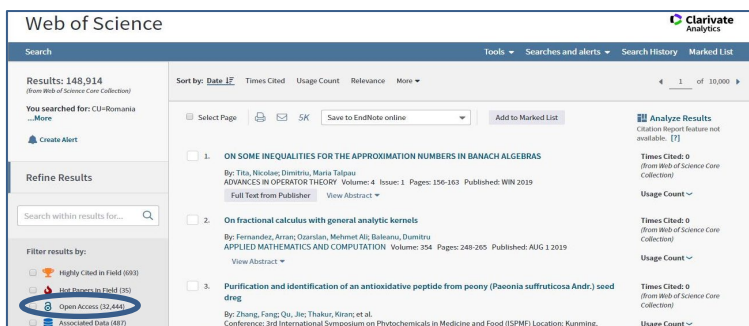 Web of Science
Clarivate
Analytics
Search
Tools
Searches and alerts
Search History
Marked List
Results: 148,914
(from Web of Science Core Collection)
You searched for: CU=Romania
...More
Create Alert
Refine Results
Search within results for...
Filter results by:
Highly Cited in Field (693)
Hot Papers in Field (35)
Open Access (32,444)
Associated Data (487)
Sort by: Date Times Cited Usage Count Relevance More
1 of 10,000
Select Page 5K Save to EndNote online Add to Marked List
1. ON SOME INEQUALITIES FOR THE APPROXIMATION NUMBERS IN BANACH ALGEBRAS
By: Tita, Nicolae; Dimitriu, Maria Talpau
ADVANCES IN OPERATOR THEORY Volume: 4 Issue: 1 Pages: 156-163 Published: WIN 2019
Full Text from Publisher View Abstract
2. On fractional calculus with general analytic kernels
By: Fernandez, Arran; Ozarslan, Mehmet Ali; Baleanu, Dumitru
APPLIED MATHEMATICS AND COMPUTATION Volume: 354 Pages: 248-265 Published: AUG 1 2019
View Abstract
3. Purification and identification of an antioxidative peptide from peony (Paeonia suffruticosa Andr.) seed
dreg
By: Zhang, Fang; Qu, Jie; Thakur, Kiran; et al.
Conference: 3rd International Symposium on Phytochemicals in Medicine and Food (ISPMF) Location: Kunming,
Analyze Results
Citation Report feature not
available. [?]
Times Cited: 0
(from Web of Science Core
Collection)
Usage Count
Times Cited: 0
(from Web of Science Core
Collection)
Usage Count
Times Cited: 0
(from Web of Science Core
Collection)
Usage Count